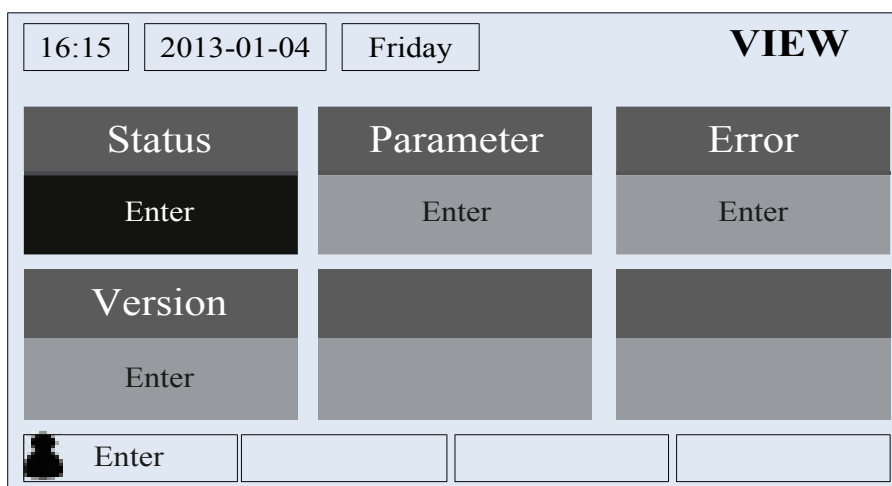 16:15 2013-01-04 Friday VIEW
Status Parameter Error
Enter Enter Enter
Version
Enter
Enter